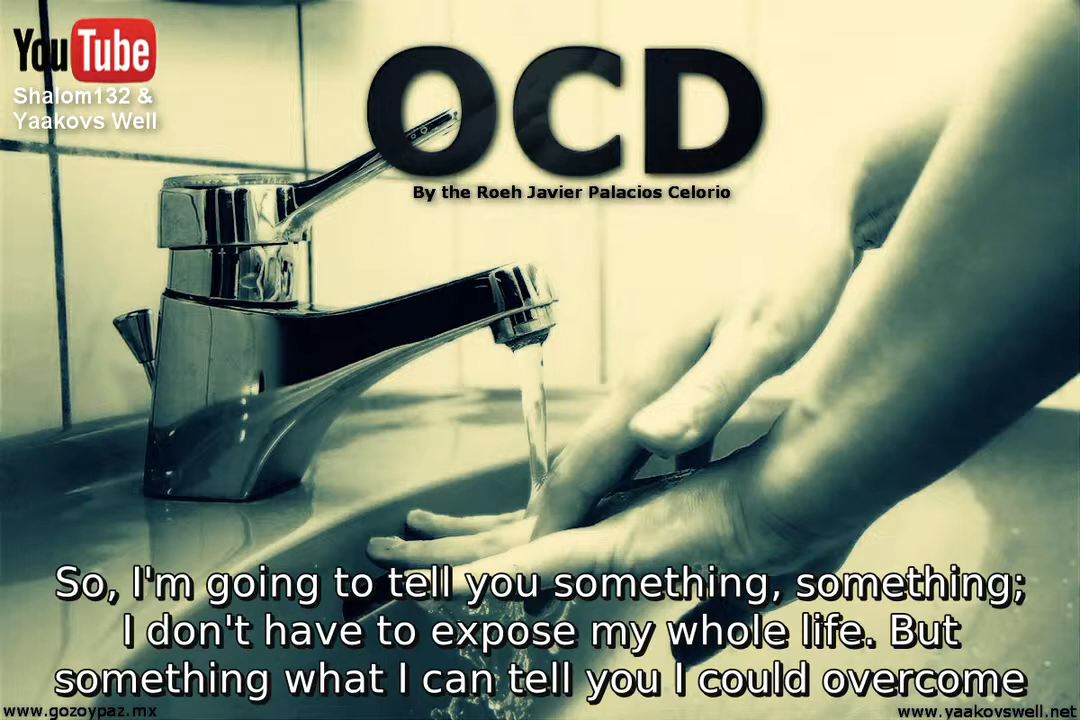 YouTube
Shalom132 &
Yaakovs Well
OCD
By the Roeh Javier Palacios Celorio
So, I'm going to tell you something, something;
I don't have to expose my whole life. But
something what I can tell you I could overcome
www.gozoypaz.mx
www.yaakovswell.net